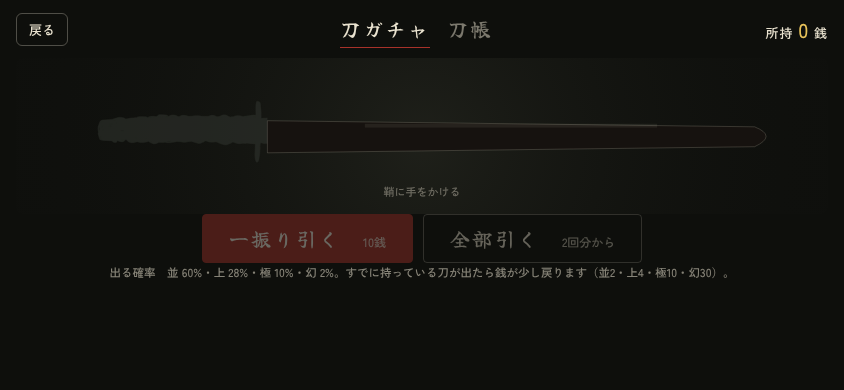 戻る
刀ガチャ 刀帳
所持 0 銭
鞘に手をかける
一振り引く 10銭
全部引く 2回分から
出る確率 並 60%・上 28%・極 10%・幻 2%。すでに持っている刀が出たら銭が少し戻ります（並2・上4・極10・幻30）。